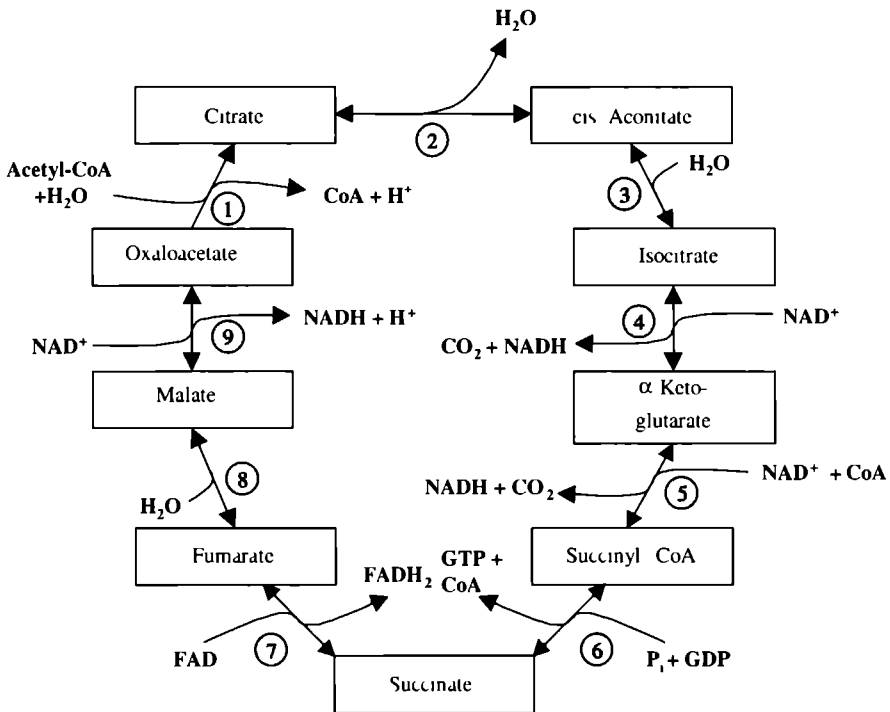 H₂O
Citrate
cis Aconitate
2
Acetyl-CoA
+H₂O
CoA + H⁺
1
3
H₂O
Oxaloacetate
Isocitrate
NAD⁺
NADH + H⁺
9
4
NAD⁺
CO₂ + NADH
Malate
α Keto-
glutarate
8
H₂O
NADH + CO₂
NAD⁺ + CoA
5
Fumarate
Succinyl CoA
FADH₂
GTP +
CoA
FAD
7
6
Pᵢ + GDP
Succinate